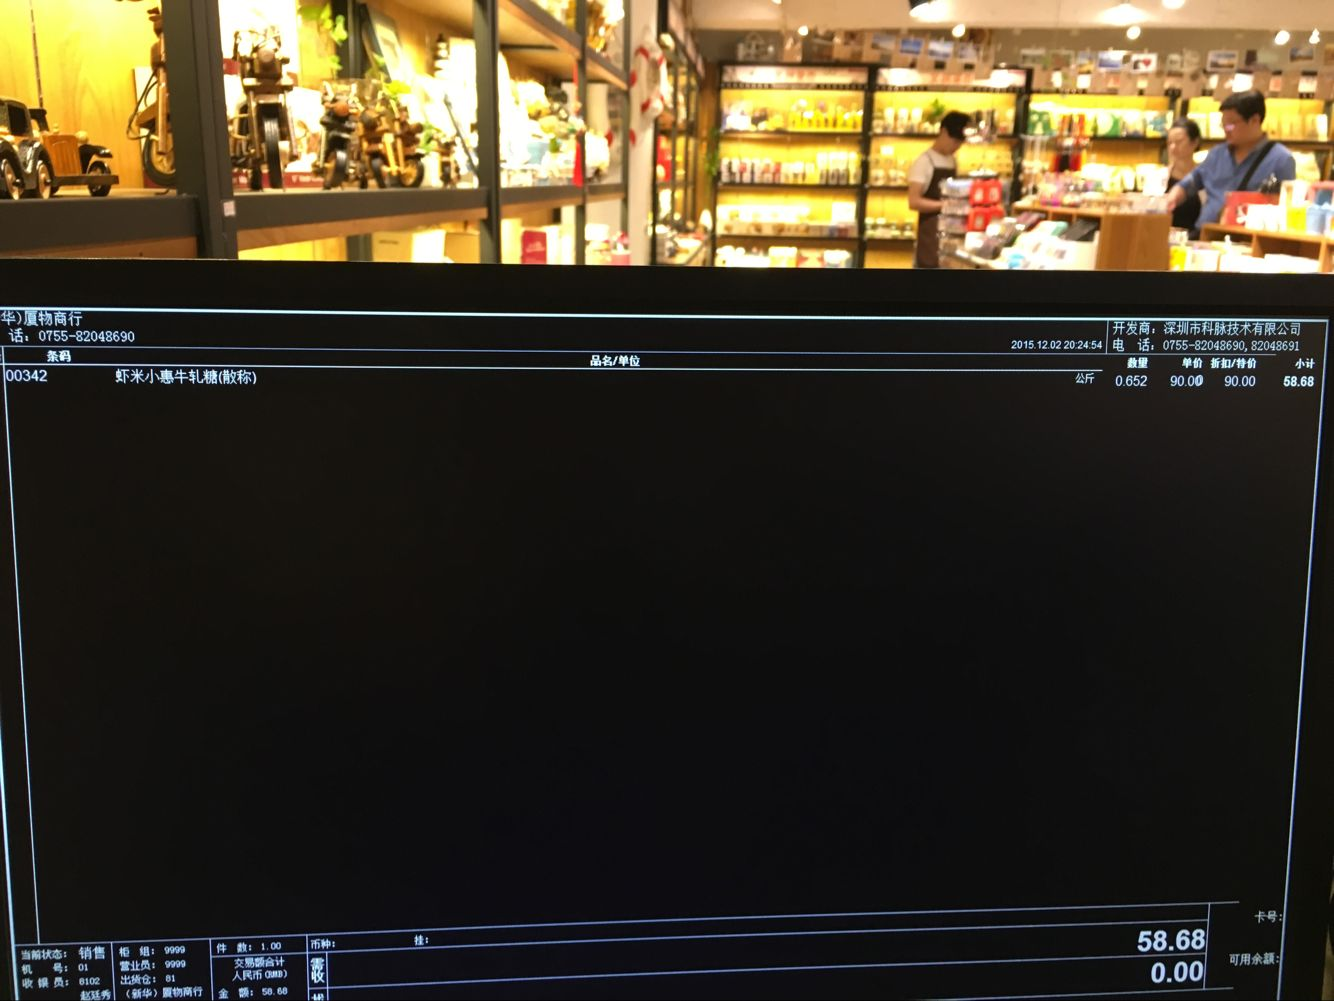 华)厦物商行
话: 0755-82048690
2015.12.02 20:24:54
开发商: 深圳市科脉技术有限公司
电 话: 0755-82048690, 82048691
条码 品名/单位 数量 单价 折扣/特价 小计
00342 虾米小惠牛轧糖(散称) 公斤 0.652 90.00 90.00 58.68
当前状态: 销售
机 号: 01
收 银 员: 8102
赵廷秀
柜 组: 9999
营业员: 9999
出货仓: 81
(新华) 厦物商行
件 数: 1.00
交易额合计
人民币(RMB)
金 额: 58.68
币种: 挂:
需收
58.68
0.00
卡号:
可用余额: